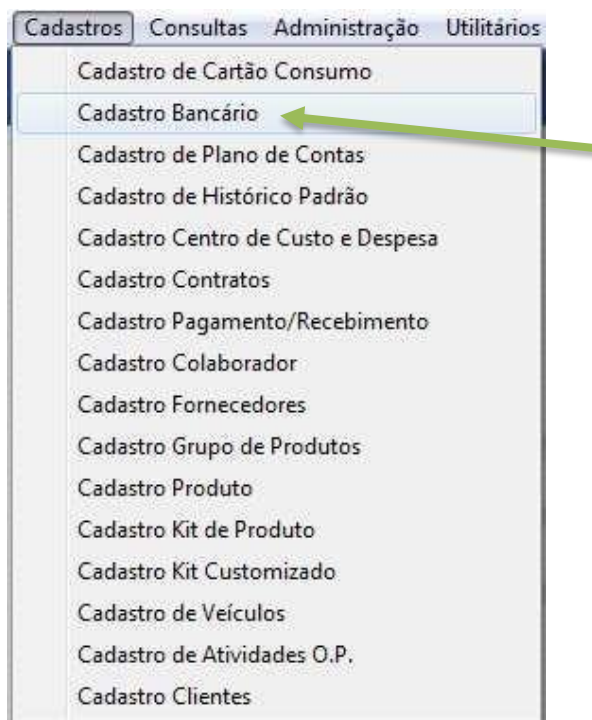 Cadastros Consultas Administração Utilitários
Cadastro de Cartão Consumo
Cadastro Bancário
Cadastro de Plano de Contas
Cadastro de Histórico Padrão
Cadastro Centro de Custo e Despesa
Cadastro Contratos
Cadastro Pagamento/Recebimento
Cadastro Colaborador
Cadastro Fornecedores
Cadastro Grupo de Produtos
Cadastro Produto
Cadastro Kit de Produto
Cadastro Kit Customizado
Cadastro de Veículos
Cadastro de Atividades O.P.
Cadastro Clientes